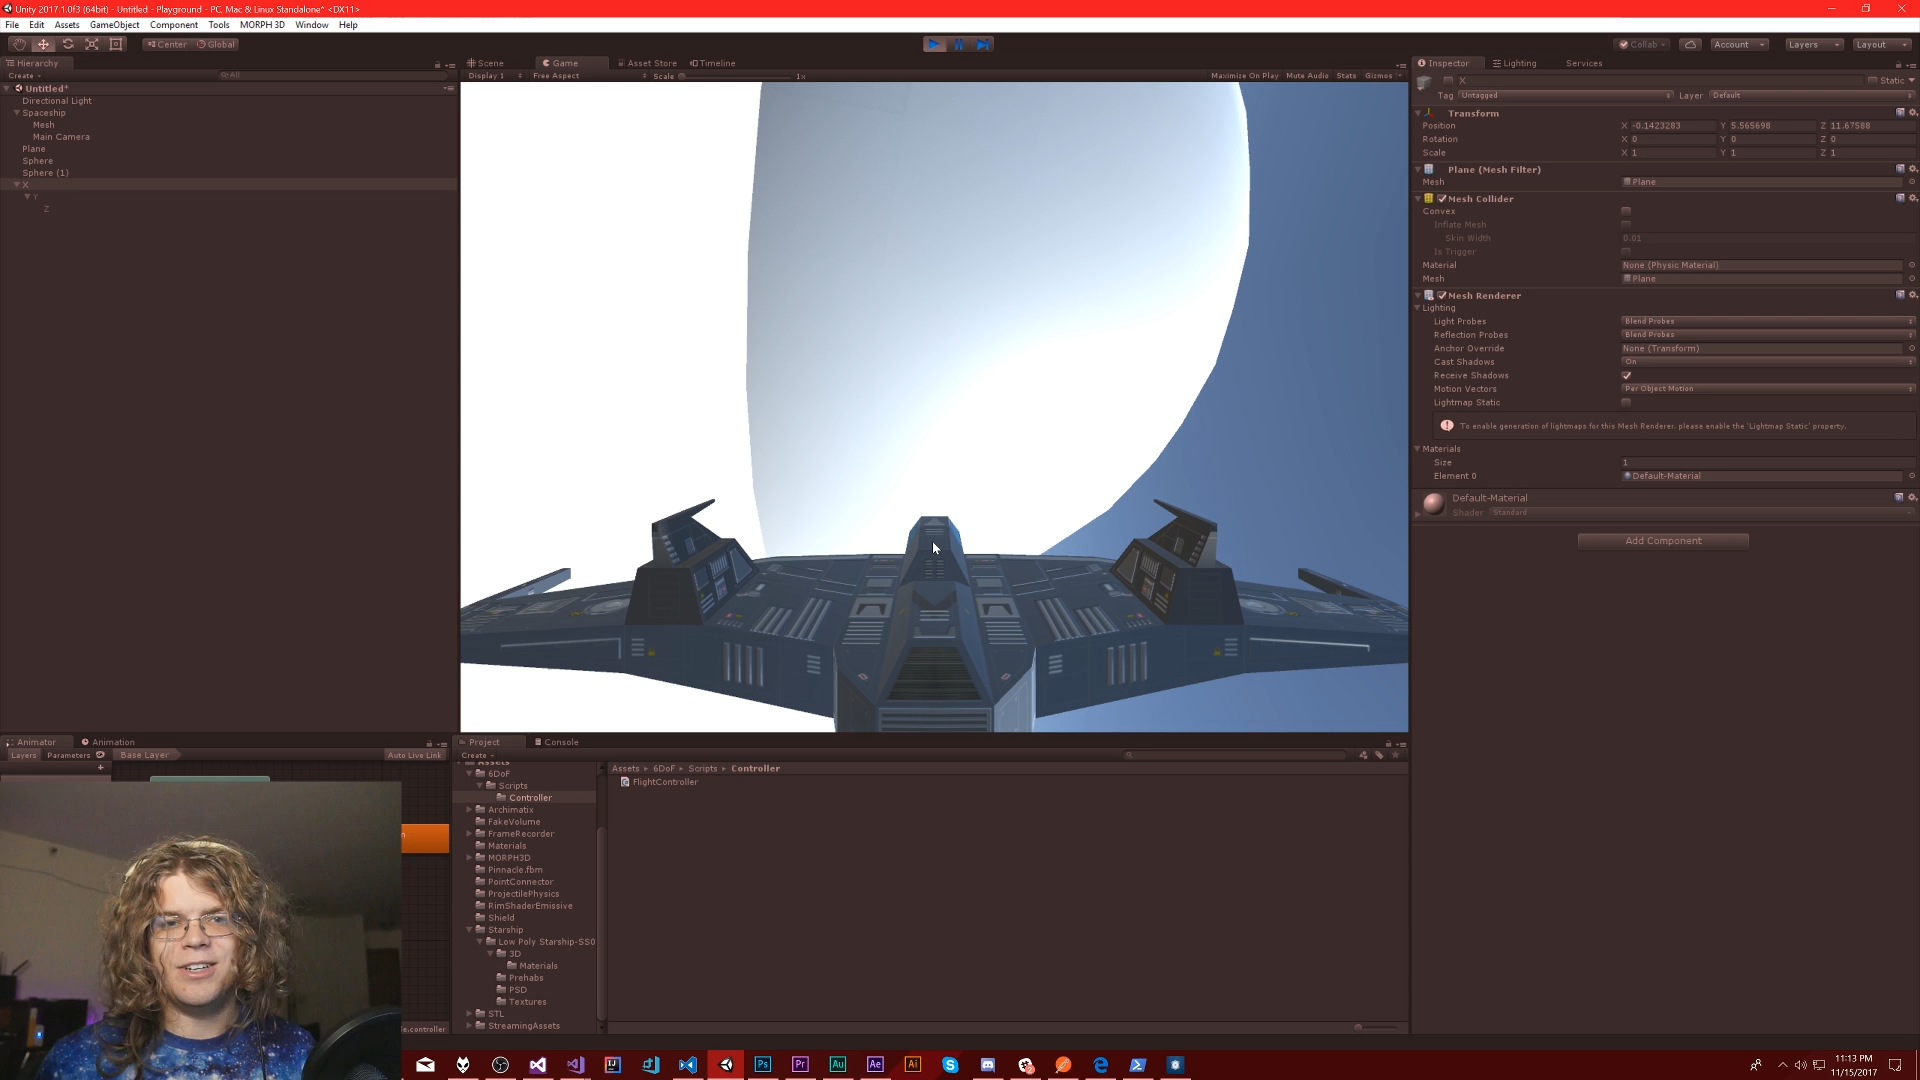 Unity 2017.1.0f3 (64bit) - Untitled - Playground - PC, Mac & Linux Standalone* <DX11>
File Edit Assets GameObject Component Tools MORPH 3D Window Help
Center Global
Collab Account Layers Layout
Hierarchy
Create All
Untitled*
Directional Light
Spaceship
Mesh
Main Camera
Plane
Sphere
Sphere (1)
X
Y
Z
Scene Game Asset Store Timeline
Display 1 Free Aspect Scale 1x Maximize On Play Mute Audio Stats Gizmos
Inspector Lighting Services
X Static
Tag Untagged Layer Default
Transform
Position X -0.1423283 Y 5.565698 Z 11.67588
Rotation X 0 Y 0 Z 0
Scale X 1 Y 1 Z 1
Plane (Mesh Filter)
Mesh Plane
Mesh Collider
Convex
Inflate Mesh
Skin Width 0.01
Is Trigger
Material None (Physic Material)
Mesh Plane
Mesh Renderer
Lighting
Light Probes Blend Probes
Reflection Probes Blend Probes
Anchor Override None (Transform)
Cast Shadows On
Receive Shadows
Motion Vectors Per Object Motion
Lightmap Static
To enable generation of lightmaps for this Mesh Renderer, please enable the 'Lightmap Static' property.
Materials
Size 1
Element 0 Default-Material
Default-Material
Shader Standard
Add Component
Animator Animation
Layers Parameters Base Layer Auto Live Link
Project Console
Create
Assets
6DoF
Scripts
Controller
Archimatix
FakeVolume
FrameRecorder
Materials
MORPH3D
Pinnacle.fbm
PointConnector
ProjectilePhysics
RimShaderEmissive
Shield
Starship
Low Poly Starship-SS0
3D
Materials
Prehabs
PSD
Textures
STL
StreamingAssets
Assets 6DoF Scripts Controller
FlightController
le.controller
Ps Pr Au Ae Ai
11:13 PM
11/15/2017